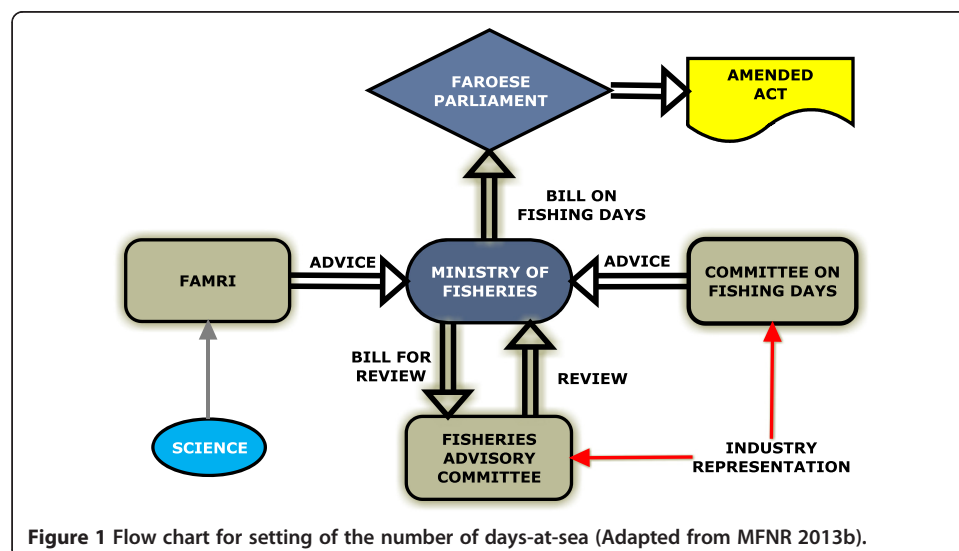 FAROESE
PARLIAMENT
AMENDED
ACT
BILL ON
FISHING DAYS
FAMRI
ADVICE
MINISTRY OF
FISHERIES
ADVICE
COMMITTEE ON
FISHING DAYS
BILL FOR
REVIEW
REVIEW
SCIENCE
FISHERIES
ADVISORY
COMMITTEE
INDUSTRY
REPRESENTATION
Figure 1 Flow chart for setting of the number of days-at-sea (Adapted from MFNR 2013b).